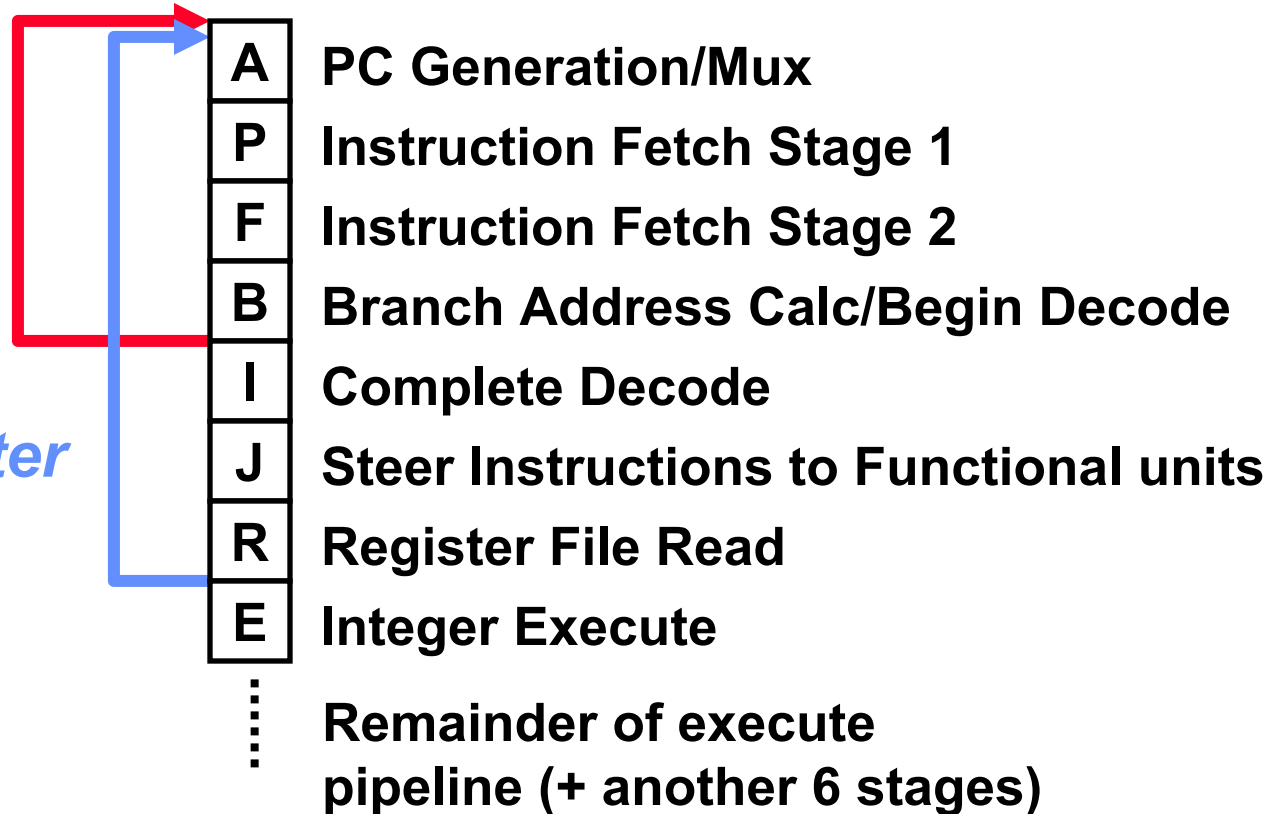 A PC Generation/Mux
P Instruction Fetch Stage 1
F Instruction Fetch Stage 2
B Branch Address Calc/Begin Decode
I Complete Decode
J Steer Instructions to Functional units
R Register File Read
E Integer Execute
Remainder of execute
pipeline (+ another 6 stages)